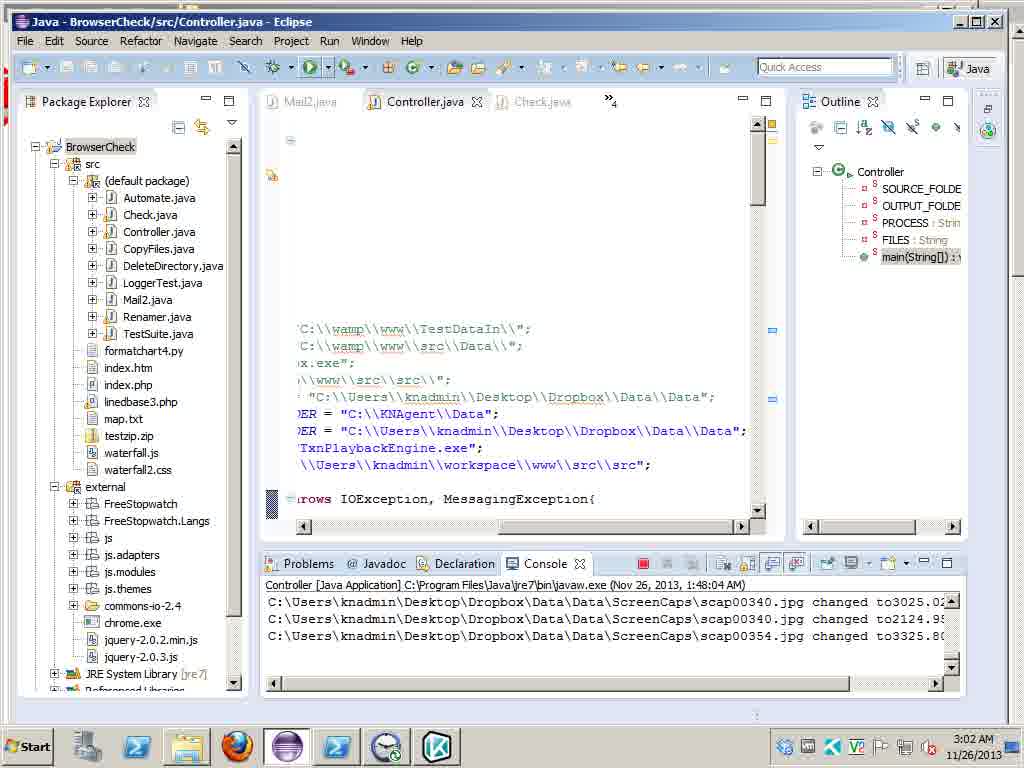 Java - BrowserCheck/src/Controller.java - Eclipse
File Edit Source Refactor Navigate Search Project Run Window Help
Quick Access
Java
Package Explorer
Mail2.java
Controller.java
Check.java
»4
Outline
BrowserCheck
src
(default package)
Automate.java
Check.java
Controller.java
CopyFiles.java
DeleteDirectory.java
LoggerTest.java
Mail2.java
Renamer.java
TestSuite.java
formatchart4.py
index.htm
index.php
linedbase3.php
map.txt
testzip.zip
waterfall.js
waterfall2.css
external
FreeStopwatch
FreeStopwatch.Langs
js
js.adapters
js.modules
js.themes
commons-io-2.4
chrome.exe
jquery-2.0.2.min.js
jquery-2.0.3.js
JRE System Library [jre7]
Referenced Libraries
'C:\\wamp\\www\\TestDataIn\\";
'C:\\wamp\\www\\src\\Data\\";
x.exe";
\\www\\src\\src\\";
= "C:\\Users\\knadmin\\Desktop\\Dropbox\\Data\\Data";
DER = "C:\\KNAgent\\Data";
DER = "C:\\Users\\knadmin\\Desktop\\Dropbox\\Data\\Data";
TxnPlaybackEngine.exe";
\\Users\\knadmin\\workspace\\www\\src\\src";
rows IOException, MessagingException{
Controller
SOURCE_FOLDE
OUTPUT_FOLDE
PROCESS : Strin
FILES : String
main(String[]) : v
Problems @ Javadoc Declaration Console
Controller [Java Application] C:\Program Files\Java\jre7\bin\javaw.exe (Nov 26, 2013, 1:48:04 AM)
C:\Users\knadmin\Desktop\Dropbox\Data\Data\ScreenCaps\scap00340.jpg changed to3025.02
C:\Users\knadmin\Desktop\Dropbox\Data\Data\ScreenCaps\scap00340.jpg changed to2124.95
C:\Users\knadmin\Desktop\Dropbox\Data\Data\ScreenCaps\scap00354.jpg changed to3325.80
Start
3:02 AM
11/26/2013